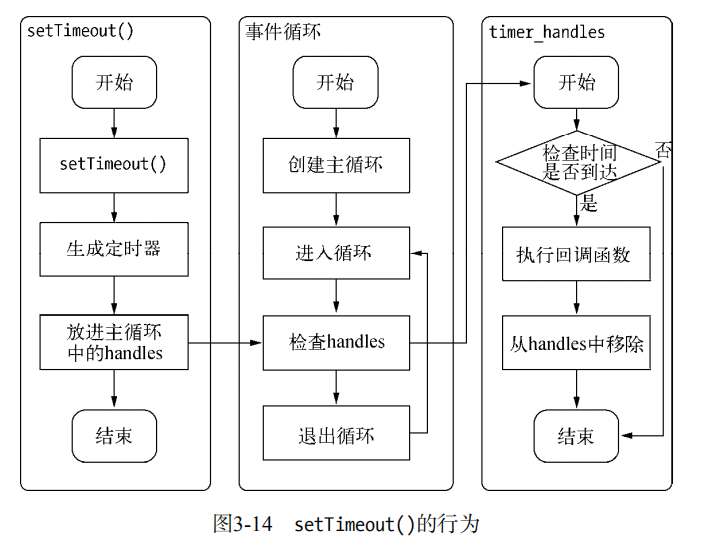 setTimeout()
开始
setTimeout()
生成定时器
放进主循环
中的handles
结束
事件循环
开始
创建主循环
进入循环
检查handles
退出循环
timer_handles
开始
检查时间
是否到达
否
是
执行回调函数
从handles中移除
结束
图3-14 setTimeout()的行为